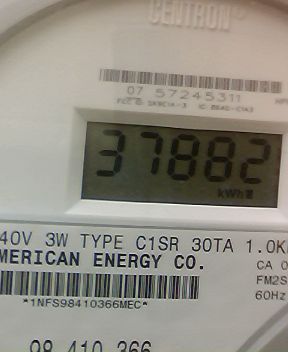 CENTRON®
07 57245311
37882
kWh
40V 3W TYPE C1SR 30TA 1.0K
MERICAN ENERGY CO.
CA 0
FM2S
*1NFS98410366MEC*
60Hz
98 410 366